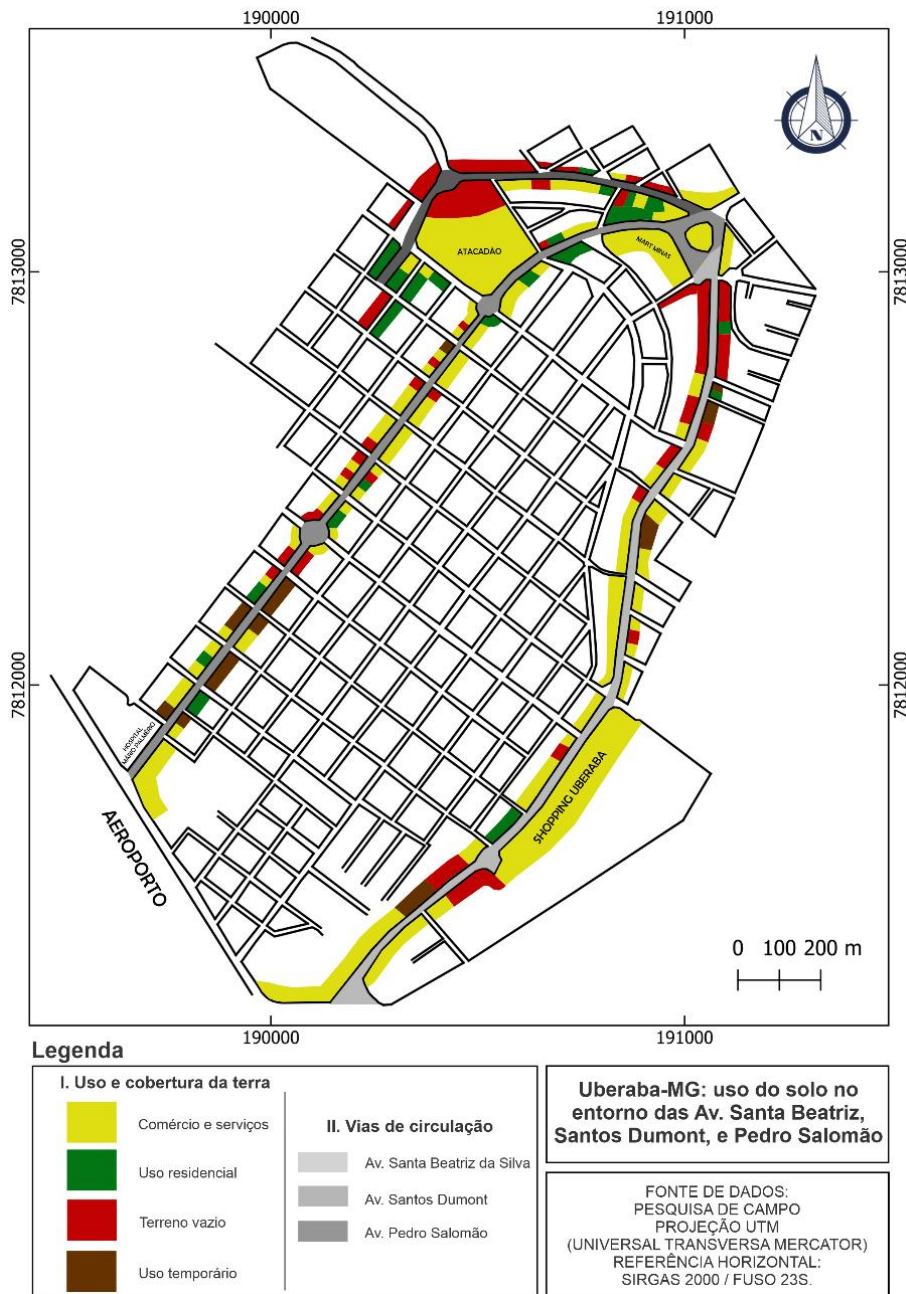 190000
191000
N
7813000
7813000
ATACADÃO
MART MINAS
7812000
7812000
HOSPITAL
MÁRIO PALMÉRIO
AEROPORTO
SHOPPING UBERABA
0 100 200 m
190000
191000
Legenda
I. Uso e cobertura da terra
Comércio e serviços
Uso residencial
Terreno vazio
Uso temporário
II. Vias de circulação
Av. Santa Beatriz da Silva
Av. Santos Dumont
Av. Pedro Salomão
Uberaba-MG: uso do solo no
entorno das Av. Santa Beatriz,
Santos Dumont, e Pedro Salomão
FONTE DE DADOS:
PESQUISA DE CAMPO
PROJEÇÃO UTM
(UNIVERSAL TRANSVERSA MERCATOR)
REFERÊNCIA HORIZONTAL:
SIRGAS 2000 / FUSO 23S.